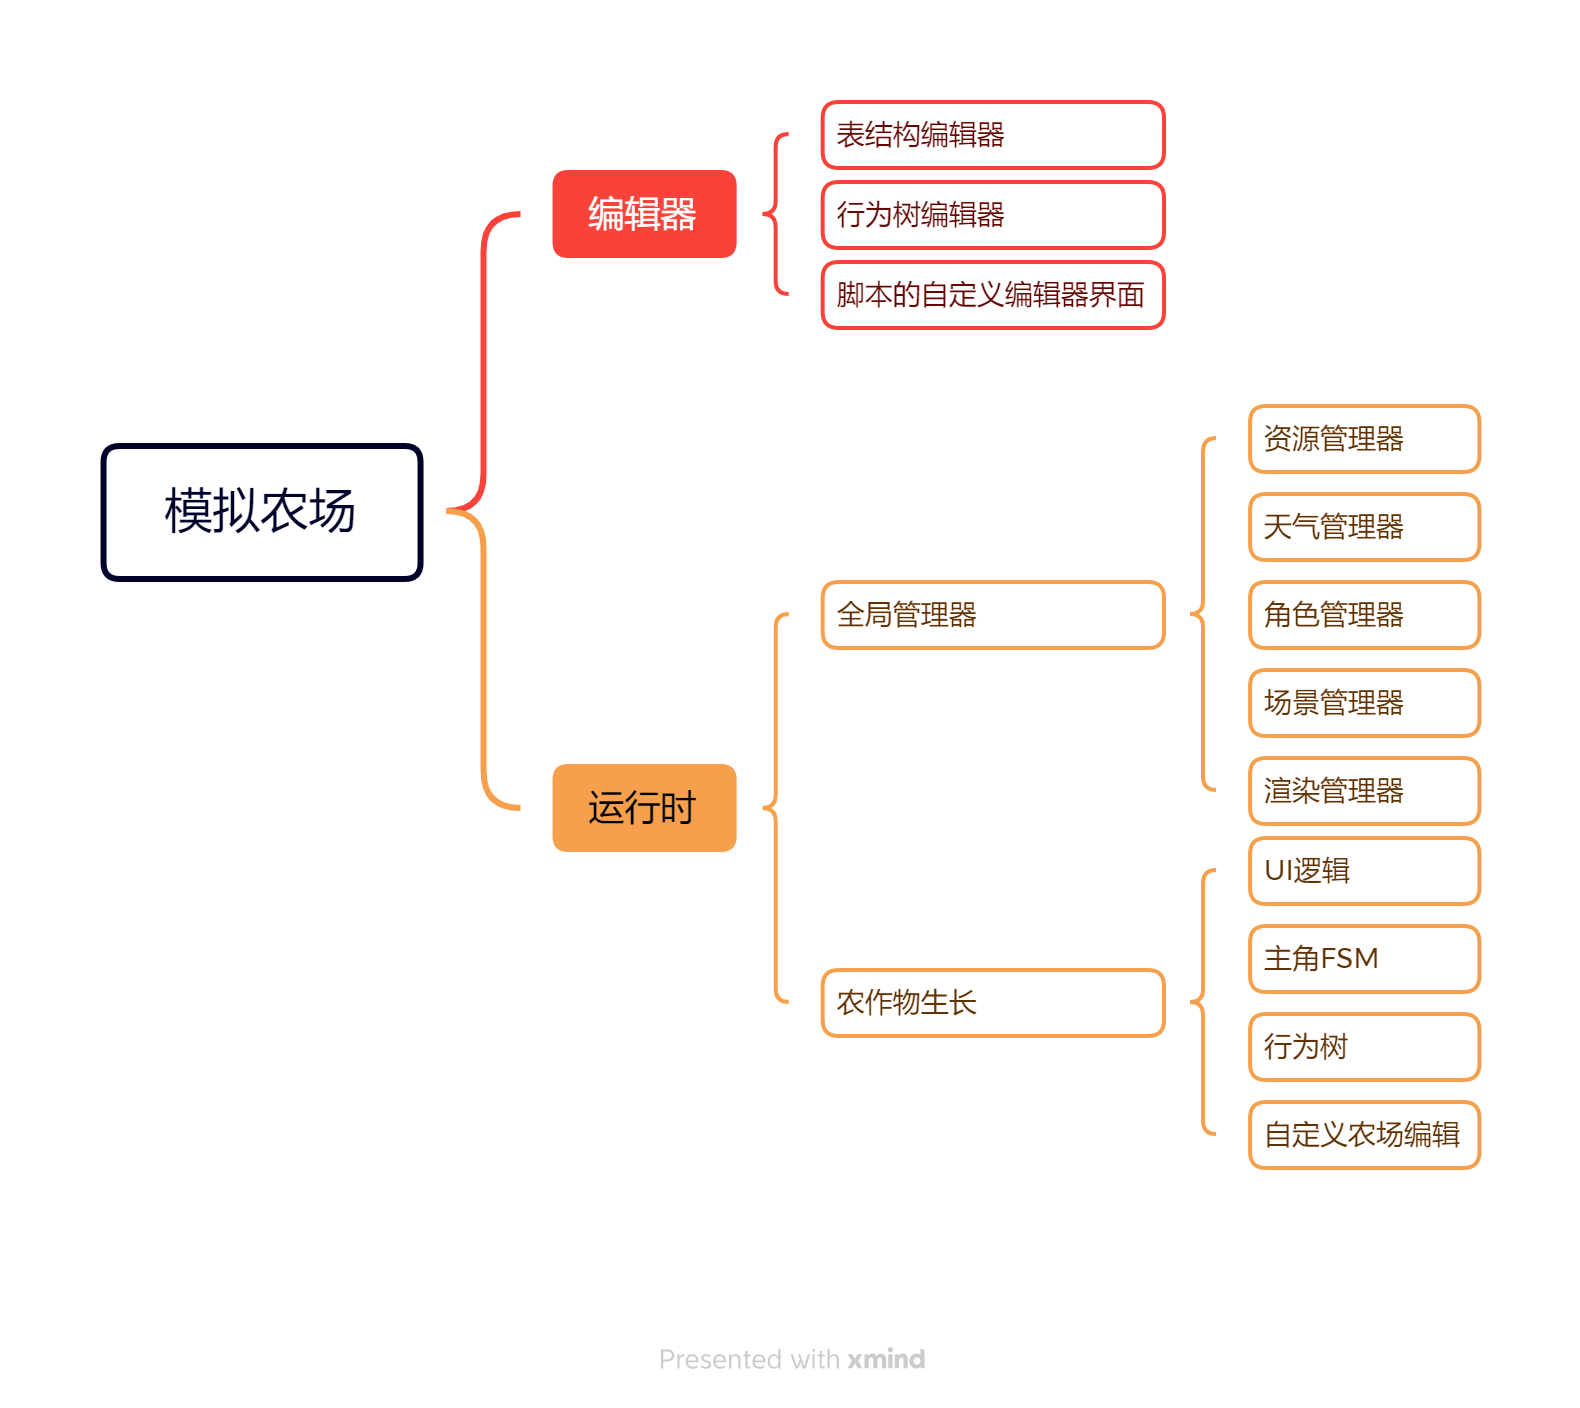 模拟农场
编辑器
表结构编辑器
行为树编辑器
脚本的自定义编辑器界面
运行时
全局管理器
资源管理器
天气管理器
角色管理器
场景管理器
渲染管理器
农作物生长
UI逻辑
主角FSM
行为树
自定义农场编辑
Presented with xmind